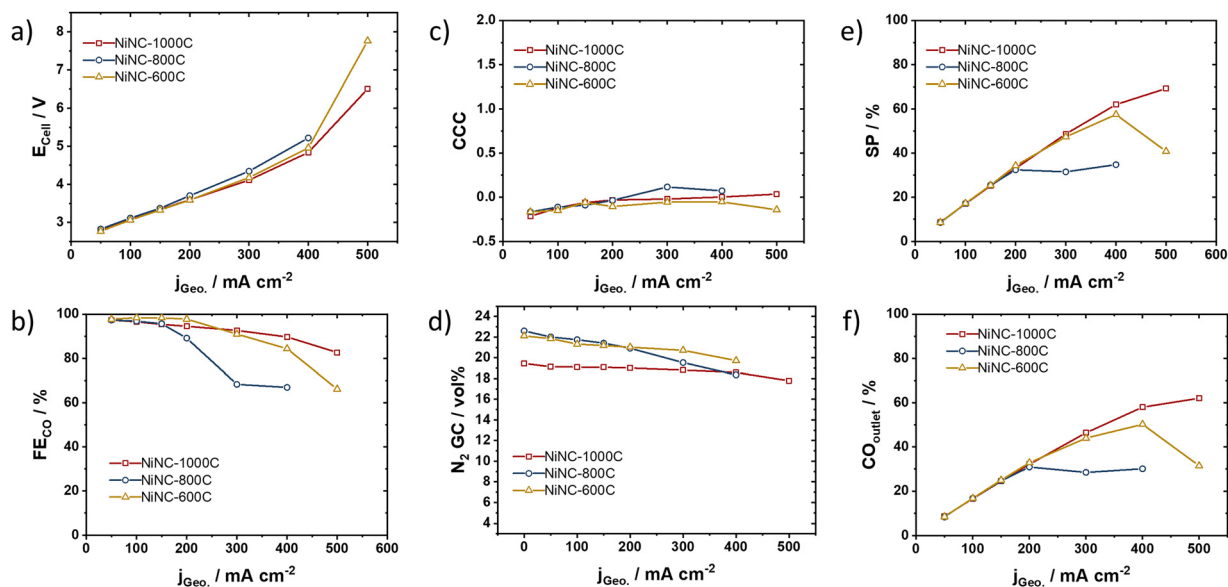 a)
8
7
6
5
4
3
E_Cell / V
NiNC-1000C
NiNC-800C
NiNC-600C
0 100 200 300 400 500
j_Geo. / mA cm⁻²
c)
2.0
1.5
1.0
0.5
0.0
-0.5
CCC
NiNC-1000C
NiNC-800C
NiNC-600C
0 100 200 300 400 500
j_Geo. / mA cm⁻²
e)
100
80
60
40
20
0
SP / %
NiNC-1000C
NiNC-800C
NiNC-600C
0 100 200 300 400 500 600
j_Geo. / mA cm⁻²
b)
100
80
60
40
20
0
FE_CO / %
NiNC-1000C
NiNC-800C
NiNC-600C
0 100 200 300 400 500 600
j_Geo. / mA cm⁻²
d)
24
22
20
18
16
14
12
10
8
6
4
N₂ GC / vol%
NiNC-1000C
NiNC-800C
NiNC-600C
0 100 200 300 400 500
j_Geo. / mA cm⁻²
f)
100
80
60
40
20
0
CO_outlet / %
NiNC-1000C
NiNC-800C
NiNC-600C
0 100 200 300 400 500 600
j_Geo. / mA cm⁻²